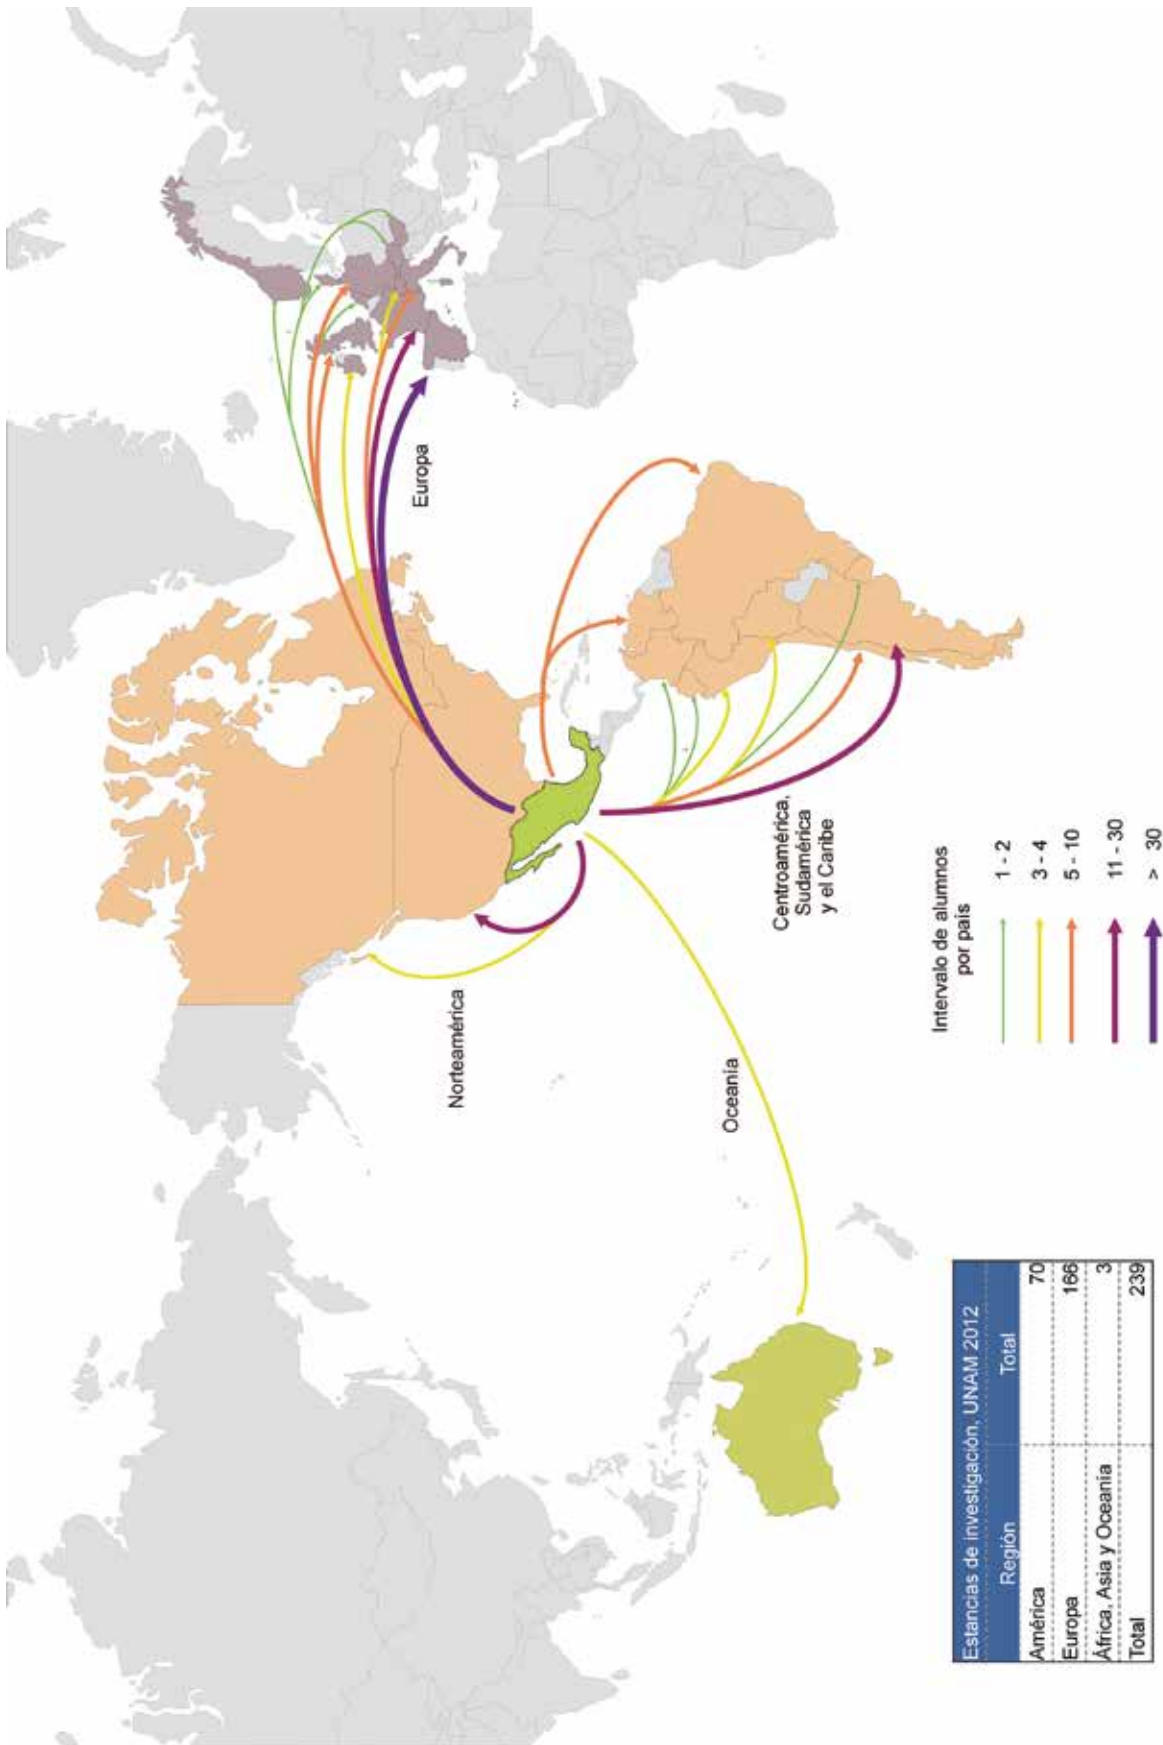 Norteamérica
Europa
Oceanía
Centroamérica,
Sudamérica
y el Caribe
Estancias de investigación, UNAM 2012
Región Total
América 70
Europa 166
África, Asia y Oceanía 3
Total 239
Intervalo de alumnos
por país
1 - 2
3 - 4
5 - 10
11 - 30
> 30